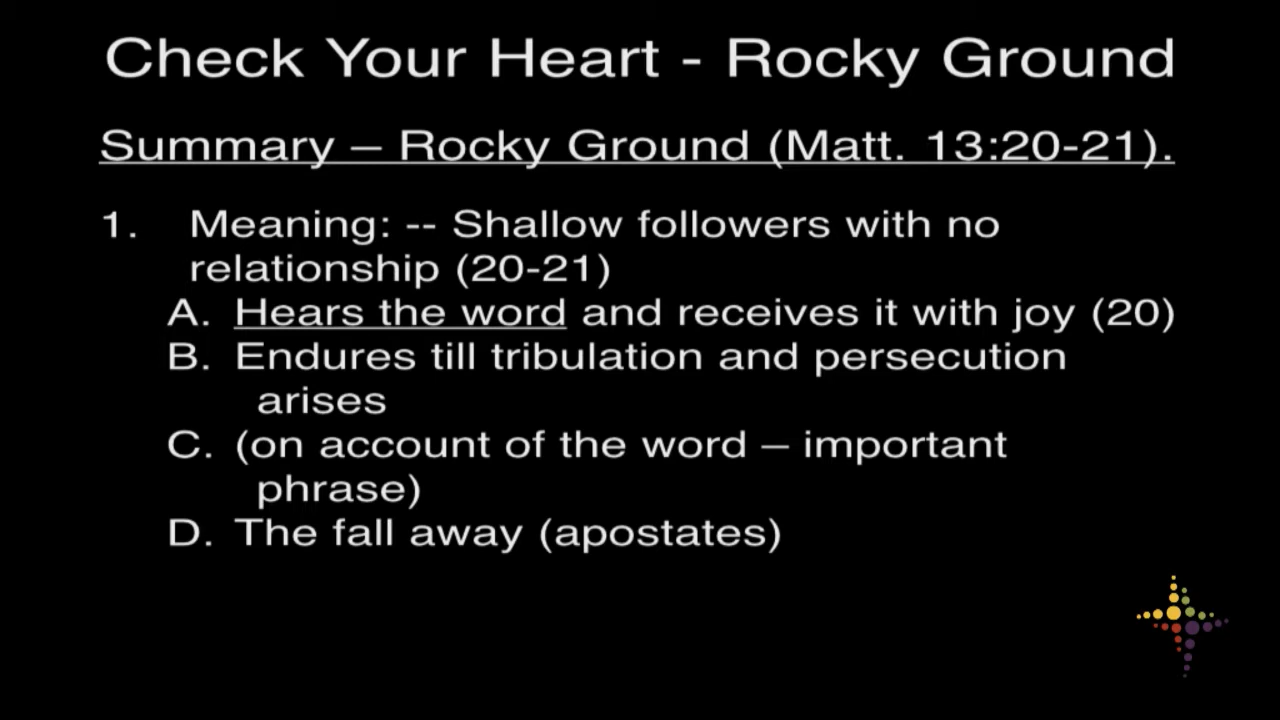 Check Your Heart - Rocky Ground
Summary – Rocky Ground (Matt. 13:20-21).
1. Meaning: -- Shallow followers with no
relationship (20-21)
A. Hears the word and receives it with joy (20)
B. Endures till tribulation and persecution
arises
C. (on account of the word – important
phrase)
D. The fall away (apostates)